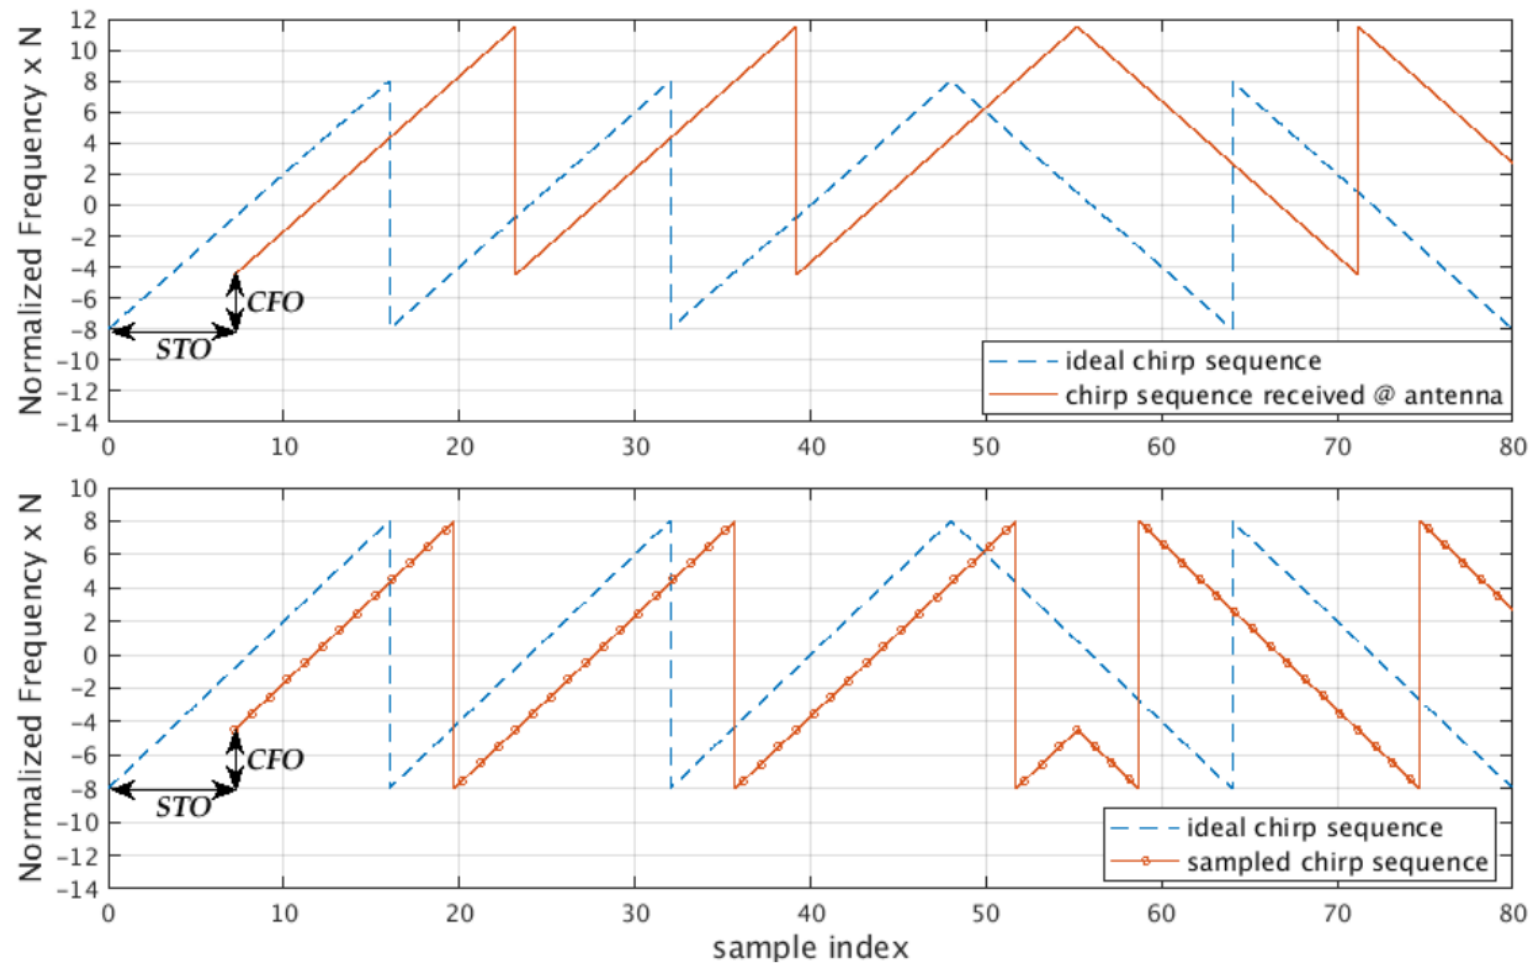 Normalized Frequency x N
12
10
8
6
4
2
0
−2
−4
−6
−8
−10
−12
−14
CFO
STO
ideal chirp sequence
chirp sequence received @ antenna
0 10 20 30 40 50 60 70 80
Normalized Frequency x N
10
8
6
4
2
0
−2
−4
−6
−8
−10
−12
−14
CFO
STO
ideal chirp sequence
sampled chirp sequence
0 10 20 30 40 50 60 70 80
sample index